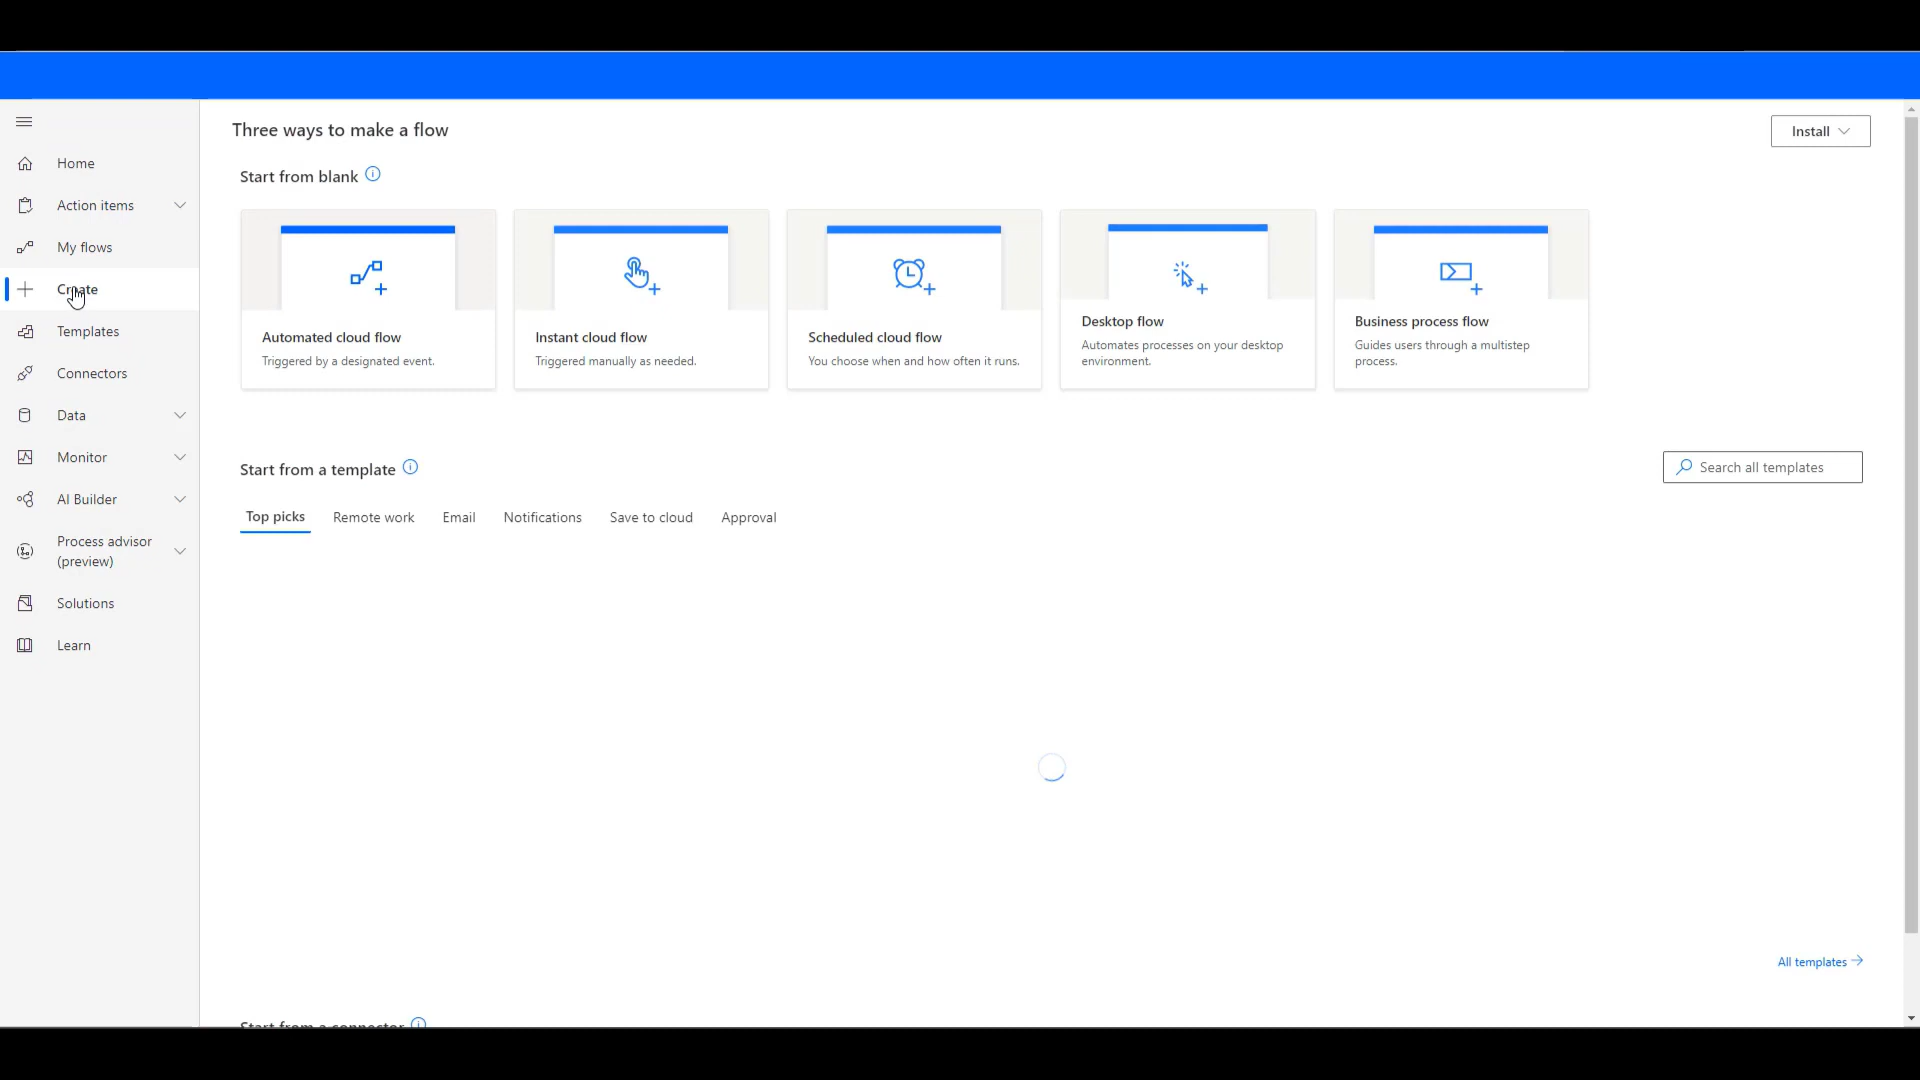 Three ways to make a flow
Install
Home
Start from blank
Action items
My flows
Create
Templates
Connectors
Data
Monitor
AI Builder
Process advisor
(preview)
Solutions
Learn
Automated cloud flow
Triggered by a designated event.
Instant cloud flow
Triggered manually as needed.
Scheduled cloud flow
You choose when and how often it runs.
Desktop flow
Automates processes on your desktop
environment.
Business process flow
Guides users through a multistep
process.
Start from a template
Search all templates
Top picks
Remote work
Email
Notifications
Save to cloud
Approval
All templates
Start from a connector